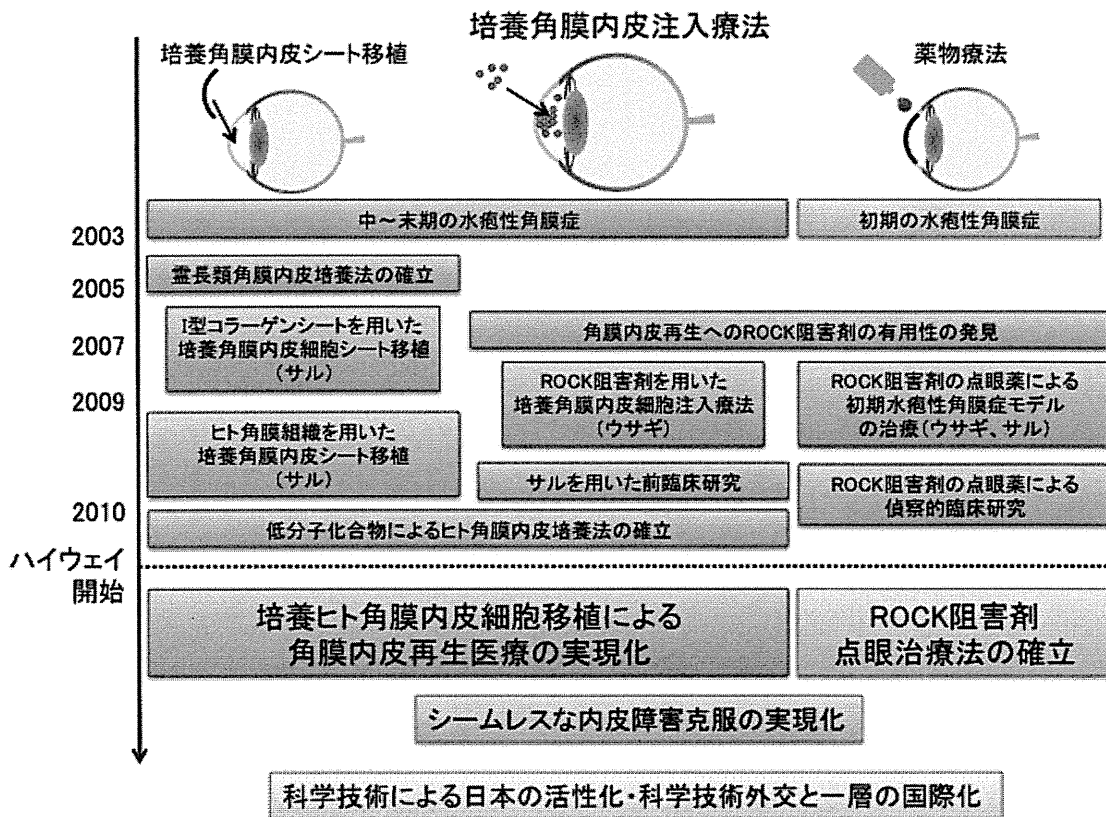 培養角膜内皮注入療法
培養角膜内皮シート移植
薬物療法
中～末期の水疱性角膜症
初期の水疱性角膜症
2003
霊長類角膜内皮培養法の確立
2005
I型コラーゲンシートを用いた
培養角膜内皮細胞シート移植
（サル）
角膜内皮再生へのROCK阻害剤の有用性の発見
2007
ROCK阻害剤を用いた
培養角膜内皮細胞注入療法
（ウサギ）
ROCK阻害剤の点眼薬による
初期水疱性角膜症モデル
の治療（ウサギ、サル）
2009
ヒト角膜組織を用いた
培養角膜内皮シート移植
（サル）
サルを用いた前臨床研究
ROCK阻害剤の点眼薬による
偵察的臨床研究
2010
低分子化合物によるヒト角膜内皮培養法の確立
ハイウェイ
開始
培養ヒト角膜内皮細胞移植による
角膜内皮再生医療の実現化
ROCK阻害剤
点眼治療法の確立
シームレスな内皮障害克服の実現化
科学技術による日本の活性化・科学技術外交と一層の国際化